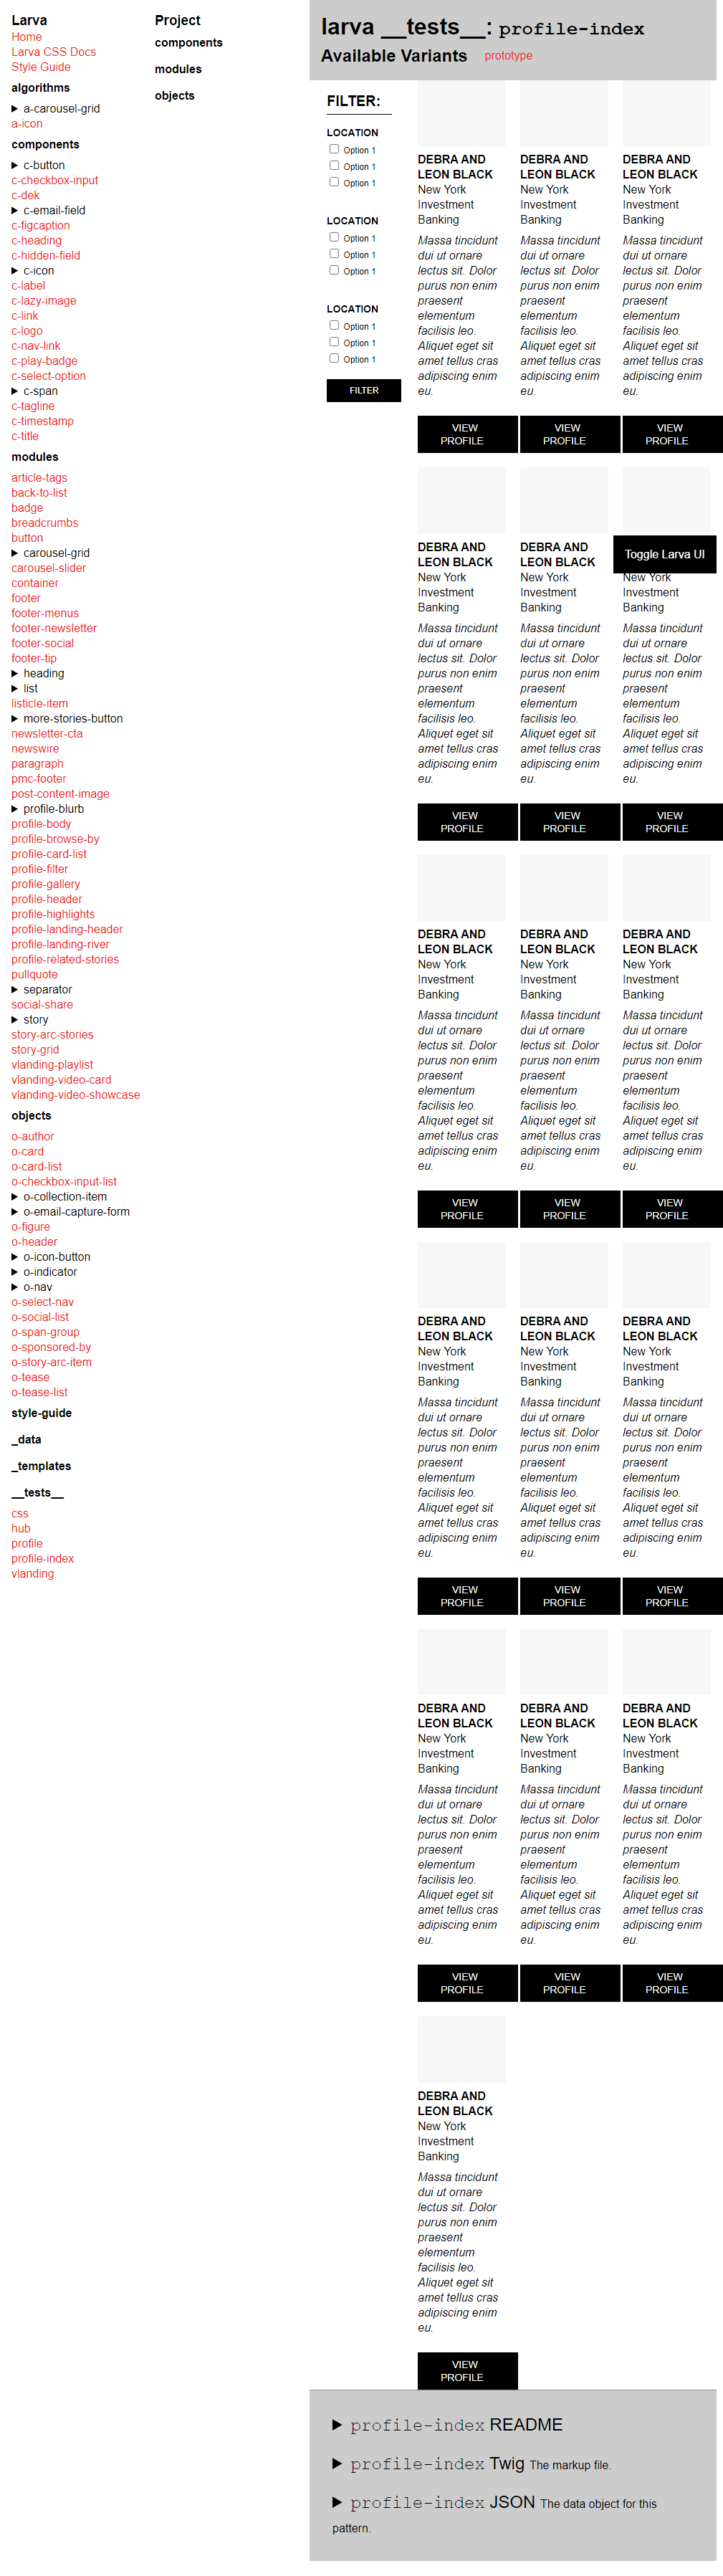 Larva
Home
Larva CSS Docs
Style Guide
algorithms
a-carousel-grid
a-icon
components
c-button
c-checkbox-input
c-dek
c-email-field
c-figcaption
c-heading
c-hidden-field
c-icon
c-label
c-lazy-image
c-link
c-logo
c-nav-link
c-play-badge
c-select-option
c-span
c-tagline
c-timestamp
c-title
modules
article-tags
back-to-list
badge
breadcrumbs
button
carousel-grid
carousel-slider
container
footer
footer-menus
footer-newsletter
footer-social
footer-tip
heading
list
listicle-item
more-stories-button
newsletter-cta
newswire
paragraph
pmc-footer
post-content-image
profile-blurb
profile-body
profile-browse-by
profile-card-list
profile-filter
profile-gallery
profile-header
profile-highlights
profile-landing-header
profile-landing-river
profile-related-stories
pullquote
separator
social-share
story
story-arc-stories
story-grid
vlanding-playlist
vlanding-video-card
vlanding-video-showcase
objects
o-author
o-card
o-card-list
o-checkbox-input-list
o-collection-item
o-email-capture-form
o-figure
o-header
o-icon-button
o-indicator
o-nav
o-select-nav
o-social-list
o-span-group
o-sponsored-by
o-story-arc-item
o-tease
o-tease-list
style-guide
_data
_templates
__tests__
css
hub
profile
profile-index
vlanding
Project
components
modules
objects
larva __tests__: profile-index
Available Variants prototype
FILTER:
LOCATION
Option 1
Option 1
Option 1
LOCATION
Option 1
Option 1
Option 1
LOCATION
Option 1
Option 1
Option 1
FILTER
DEBRA AND DEBRA AND DEBRA AND
LEON BLACK LEON BLACK LEON BLACK
New York New York New York
Investment Investment Investment
Banking Banking Banking
Massa tincidunt Massa tincidunt Massa tincidunt
dui ut ornare dui ut ornare dui ut ornare
lectus sit. Dolor lectus sit. Dolor lectus sit. Dolor
purus non enim purus non enim purus non enim
praesent praesent praesent
elementum elementum elementum
facilisis leo. facilisis leo. facilisis leo.
Aliquet eget sit Aliquet eget sit Aliquet eget sit
amet tellus cras amet tellus cras amet tellus cras
adipiscing enim adipiscing enim adipiscing enim
eu. eu. eu.
VIEW VIEW VIEW
PROFILE PROFILE PROFILE
DEBRA AND DEBRA AND Toggle Larva UI
LEON BLACK LEON BLACK
New York New York New York
Investment Investment Investment
Banking Banking Banking
Massa tincidunt Massa tincidunt Massa tincidunt
dui ut ornare dui ut ornare dui ut ornare
lectus sit. Dolor lectus sit. Dolor lectus sit. Dolor
purus non enim purus non enim purus non enim
praesent praesent praesent
elementum elementum elementum
facilisis leo. facilisis leo. facilisis leo.
Aliquet eget sit Aliquet eget sit Aliquet eget sit
amet tellus cras amet tellus cras amet tellus cras
adipiscing enim adipiscing enim adipiscing enim
eu. eu. eu.
VIEW VIEW VIEW
PROFILE PROFILE PROFILE
DEBRA AND DEBRA AND DEBRA AND
LEON BLACK LEON BLACK LEON BLACK
New York New York New York
Investment Investment Investment
Banking Banking Banking
Massa tincidunt Massa tincidunt Massa tincidunt
dui ut ornare dui ut ornare dui ut ornare
lectus sit. Dolor lectus sit. Dolor lectus sit. Dolor
purus non enim purus non enim purus non enim
praesent praesent praesent
elementum elementum elementum
facilisis leo. facilisis leo. facilisis leo.
Aliquet eget sit Aliquet eget sit Aliquet eget sit
amet tellus cras amet tellus cras amet tellus cras
adipiscing enim adipiscing enim adipiscing enim
eu. eu. eu.
VIEW VIEW VIEW
PROFILE PROFILE PROFILE
DEBRA AND DEBRA AND DEBRA AND
LEON BLACK LEON BLACK LEON BLACK
New York New York New York
Investment Investment Investment
Banking Banking Banking
Massa tincidunt Massa tincidunt Massa tincidunt
dui ut ornare dui ut ornare dui ut ornare
lectus sit. Dolor lectus sit. Dolor lectus sit. Dolor
purus non enim purus non enim purus non enim
praesent praesent praesent
elementum elementum elementum
facilisis leo. facilisis leo. facilisis leo.
Aliquet eget sit Aliquet eget sit Aliquet eget sit
amet tellus cras amet tellus cras amet tellus cras
adipiscing enim adipiscing enim adipiscing enim
eu. eu. eu.
VIEW VIEW VIEW
PROFILE PROFILE PROFILE
DEBRA AND DEBRA AND DEBRA AND
LEON BLACK LEON BLACK LEON BLACK
New York New York New York
Investment Investment Investment
Banking Banking Banking
Massa tincidunt Massa tincidunt Massa tincidunt
dui ut ornare dui ut ornare dui ut ornare
lectus sit. Dolor lectus sit. Dolor lectus sit. Dolor
purus non enim purus non enim purus non enim
praesent praesent praesent
elementum elementum elementum
facilisis leo. facilisis leo. facilisis leo.
Aliquet eget sit Aliquet eget sit Aliquet eget sit
amet tellus cras amet tellus cras amet tellus cras
adipiscing enim adipiscing enim adipiscing enim
eu. eu. eu.
VIEW VIEW VIEW
PROFILE PROFILE PROFILE
DEBRA AND
LEON BLACK
New York
Investment
Banking
Massa tincidunt
dui ut ornare
lectus sit. Dolor
purus non enim
praesent
elementum
facilisis leo.
Aliquet eget sit
amet tellus cras
adipiscing enim
eu.
VIEW
PROFILE
profile-index README
profile-index Twig The markup file.
profile-index JSON The data object for this
pattern.